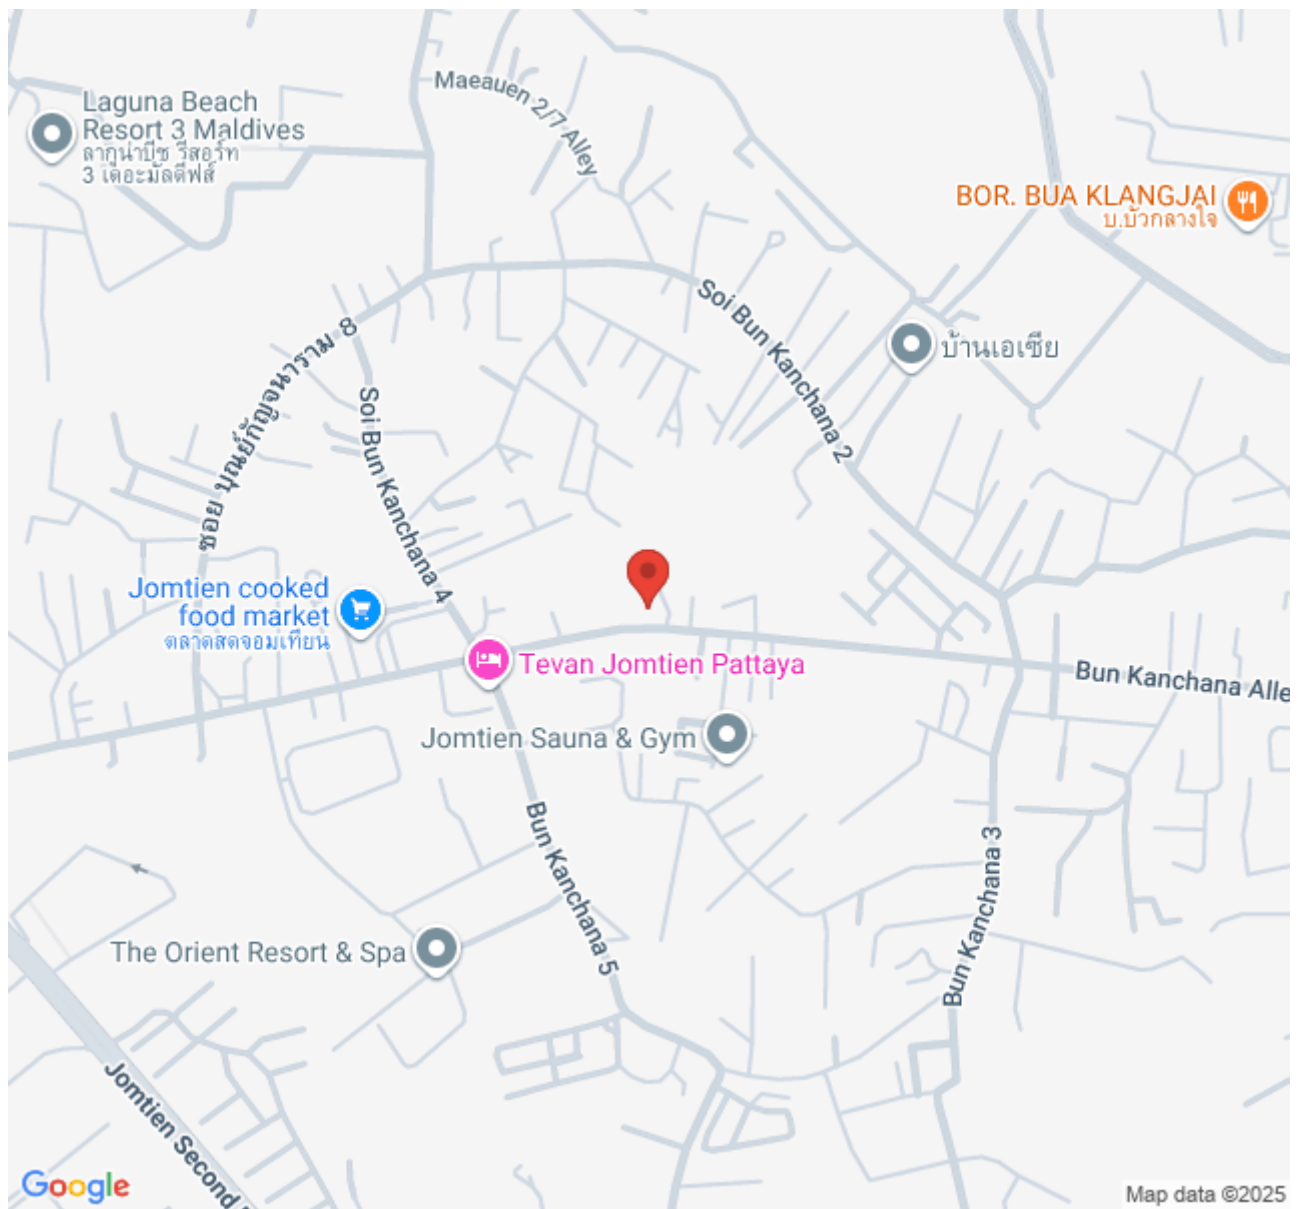 Maeauen 2/7 Alley
Laguna Beach
Resort 3 Maldives
ลากูน่าบีช รีสอร์ท
3 เดอะมัลดีฟส์
BOR. BUA KLANGJAI
บ.บัวกลางใจ
Soi Bun Kanchana 2
บ้านเอเชีย
ซอย บุณย์กัญจนาราม 8
Soi Bun Kanchana 4
Jomtien cooked
food market
ตลาดสดจอมเทียน
Tevan Jomtien Pattaya
Bun Kanchana Alle
Jomtien Sauna & Gym
Bun Kanchana 5
Bun Kanchana 3
The Orient Resort & Spa
Jomtien Second
Google
Map data ©2025